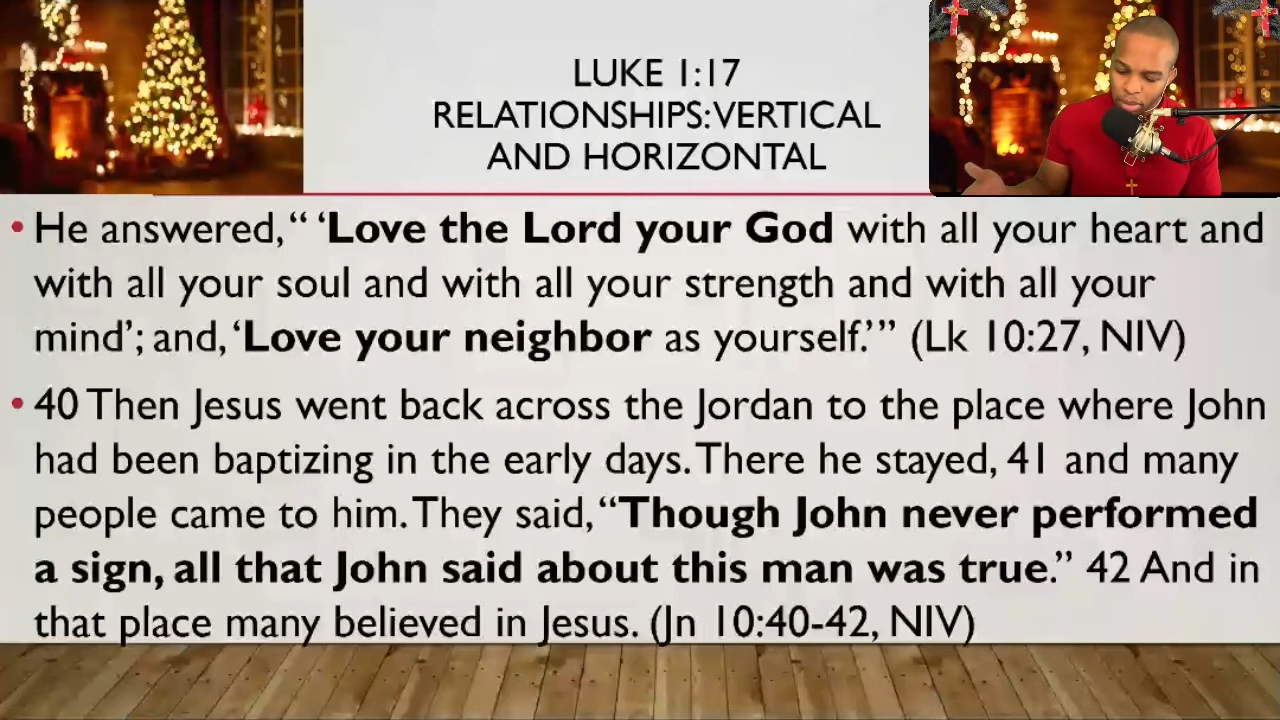 LUKE 1:17
RELATIONSHIPS: VERTICAL
AND HORIZONTAL
• He answered, “ ‘Love the Lord your God with all your heart and
with all your soul and with all your strength and with all your
mind’; and, ‘Love your neighbor as yourself.’” (Lk 10:27, NIV)
• 40 Then Jesus went back across the Jordan to the place where John
had been baptizing in the early days. There he stayed, 41 and many
people came to him. They said, “Though John never performed
a sign, all that John said about this man was true.” 42 And in
that place many believed in Jesus. (Jn 10:40-42, NIV)